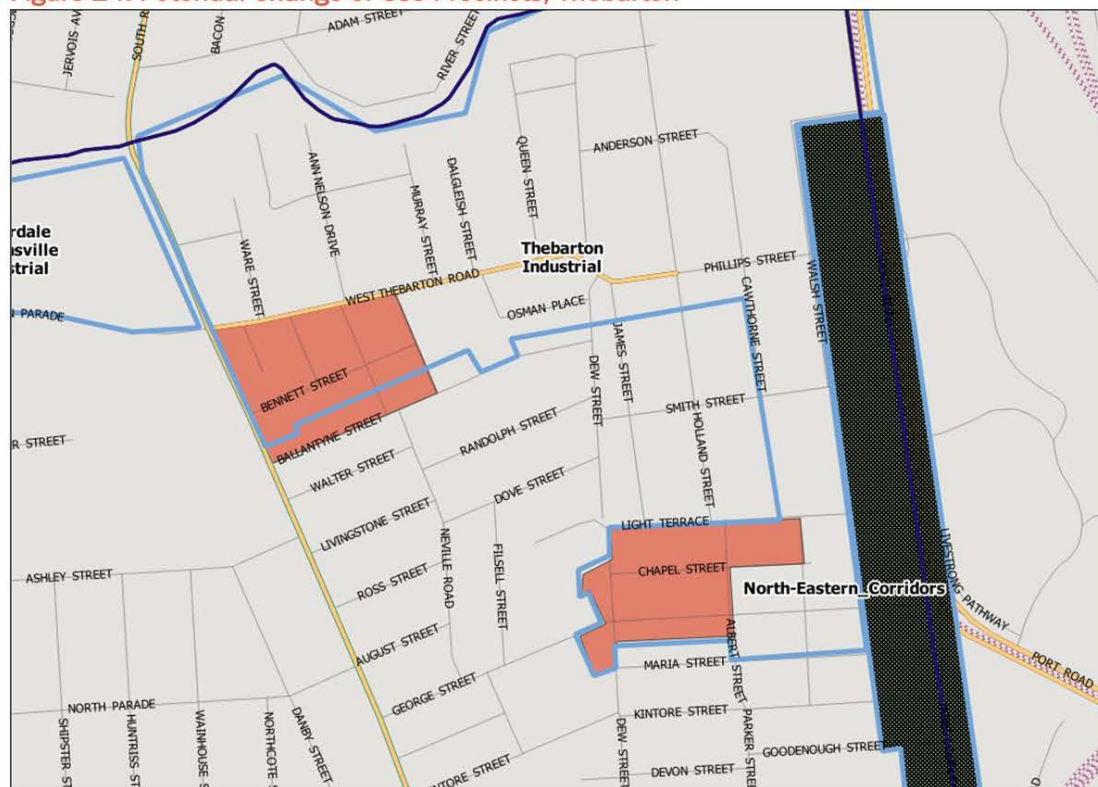 JERVOIS AV
SOUTH R
BACON
ADAM STREET
RIVER STREET
QUEEN STREET
ANDERSON STREET
ANN NELSON DRIVE
MURRAY STREET
DALGLEISH STREET
WARE STREET
rdale
nsville
strial
Thebarton
Industrial
WEST THEBARTON ROAD
PHILLIPS STREET
WALSH STREET
CAWTHORNE STREET
OSMAN PLACE
PARADE
JAMES STREET
DEW STREET
BENNETT STREET
BALLANTYNE STREET
SMITH STREET
HOLLAND STREET
RANDOLPH STREET
R STREET
WALTER STREET
DOVE STREET
LIVINGSTONE STREET
LIGHT TERRACE
NEVILLE ROAD
FILSELL STREET
ROSS STREET
CHAPEL STREET
ASHLEY STREET
North-Eastern_Corridors
LIVESTRONG PATHWAY
AUGUST STREET
ALBERT STREET
MARIA STREET
PORT ROAD
GEORGE STREET
NORTH PARADE
KINTORE STREET
SHIPSTER ST
HUNTRISS ST
WAINHOUSE S
NORTHCOTE S
DANBY STREET
DEW STREET
PARKER STREET
GOODENOUGH STREET
NTORE STREET
DEVON STREET
D